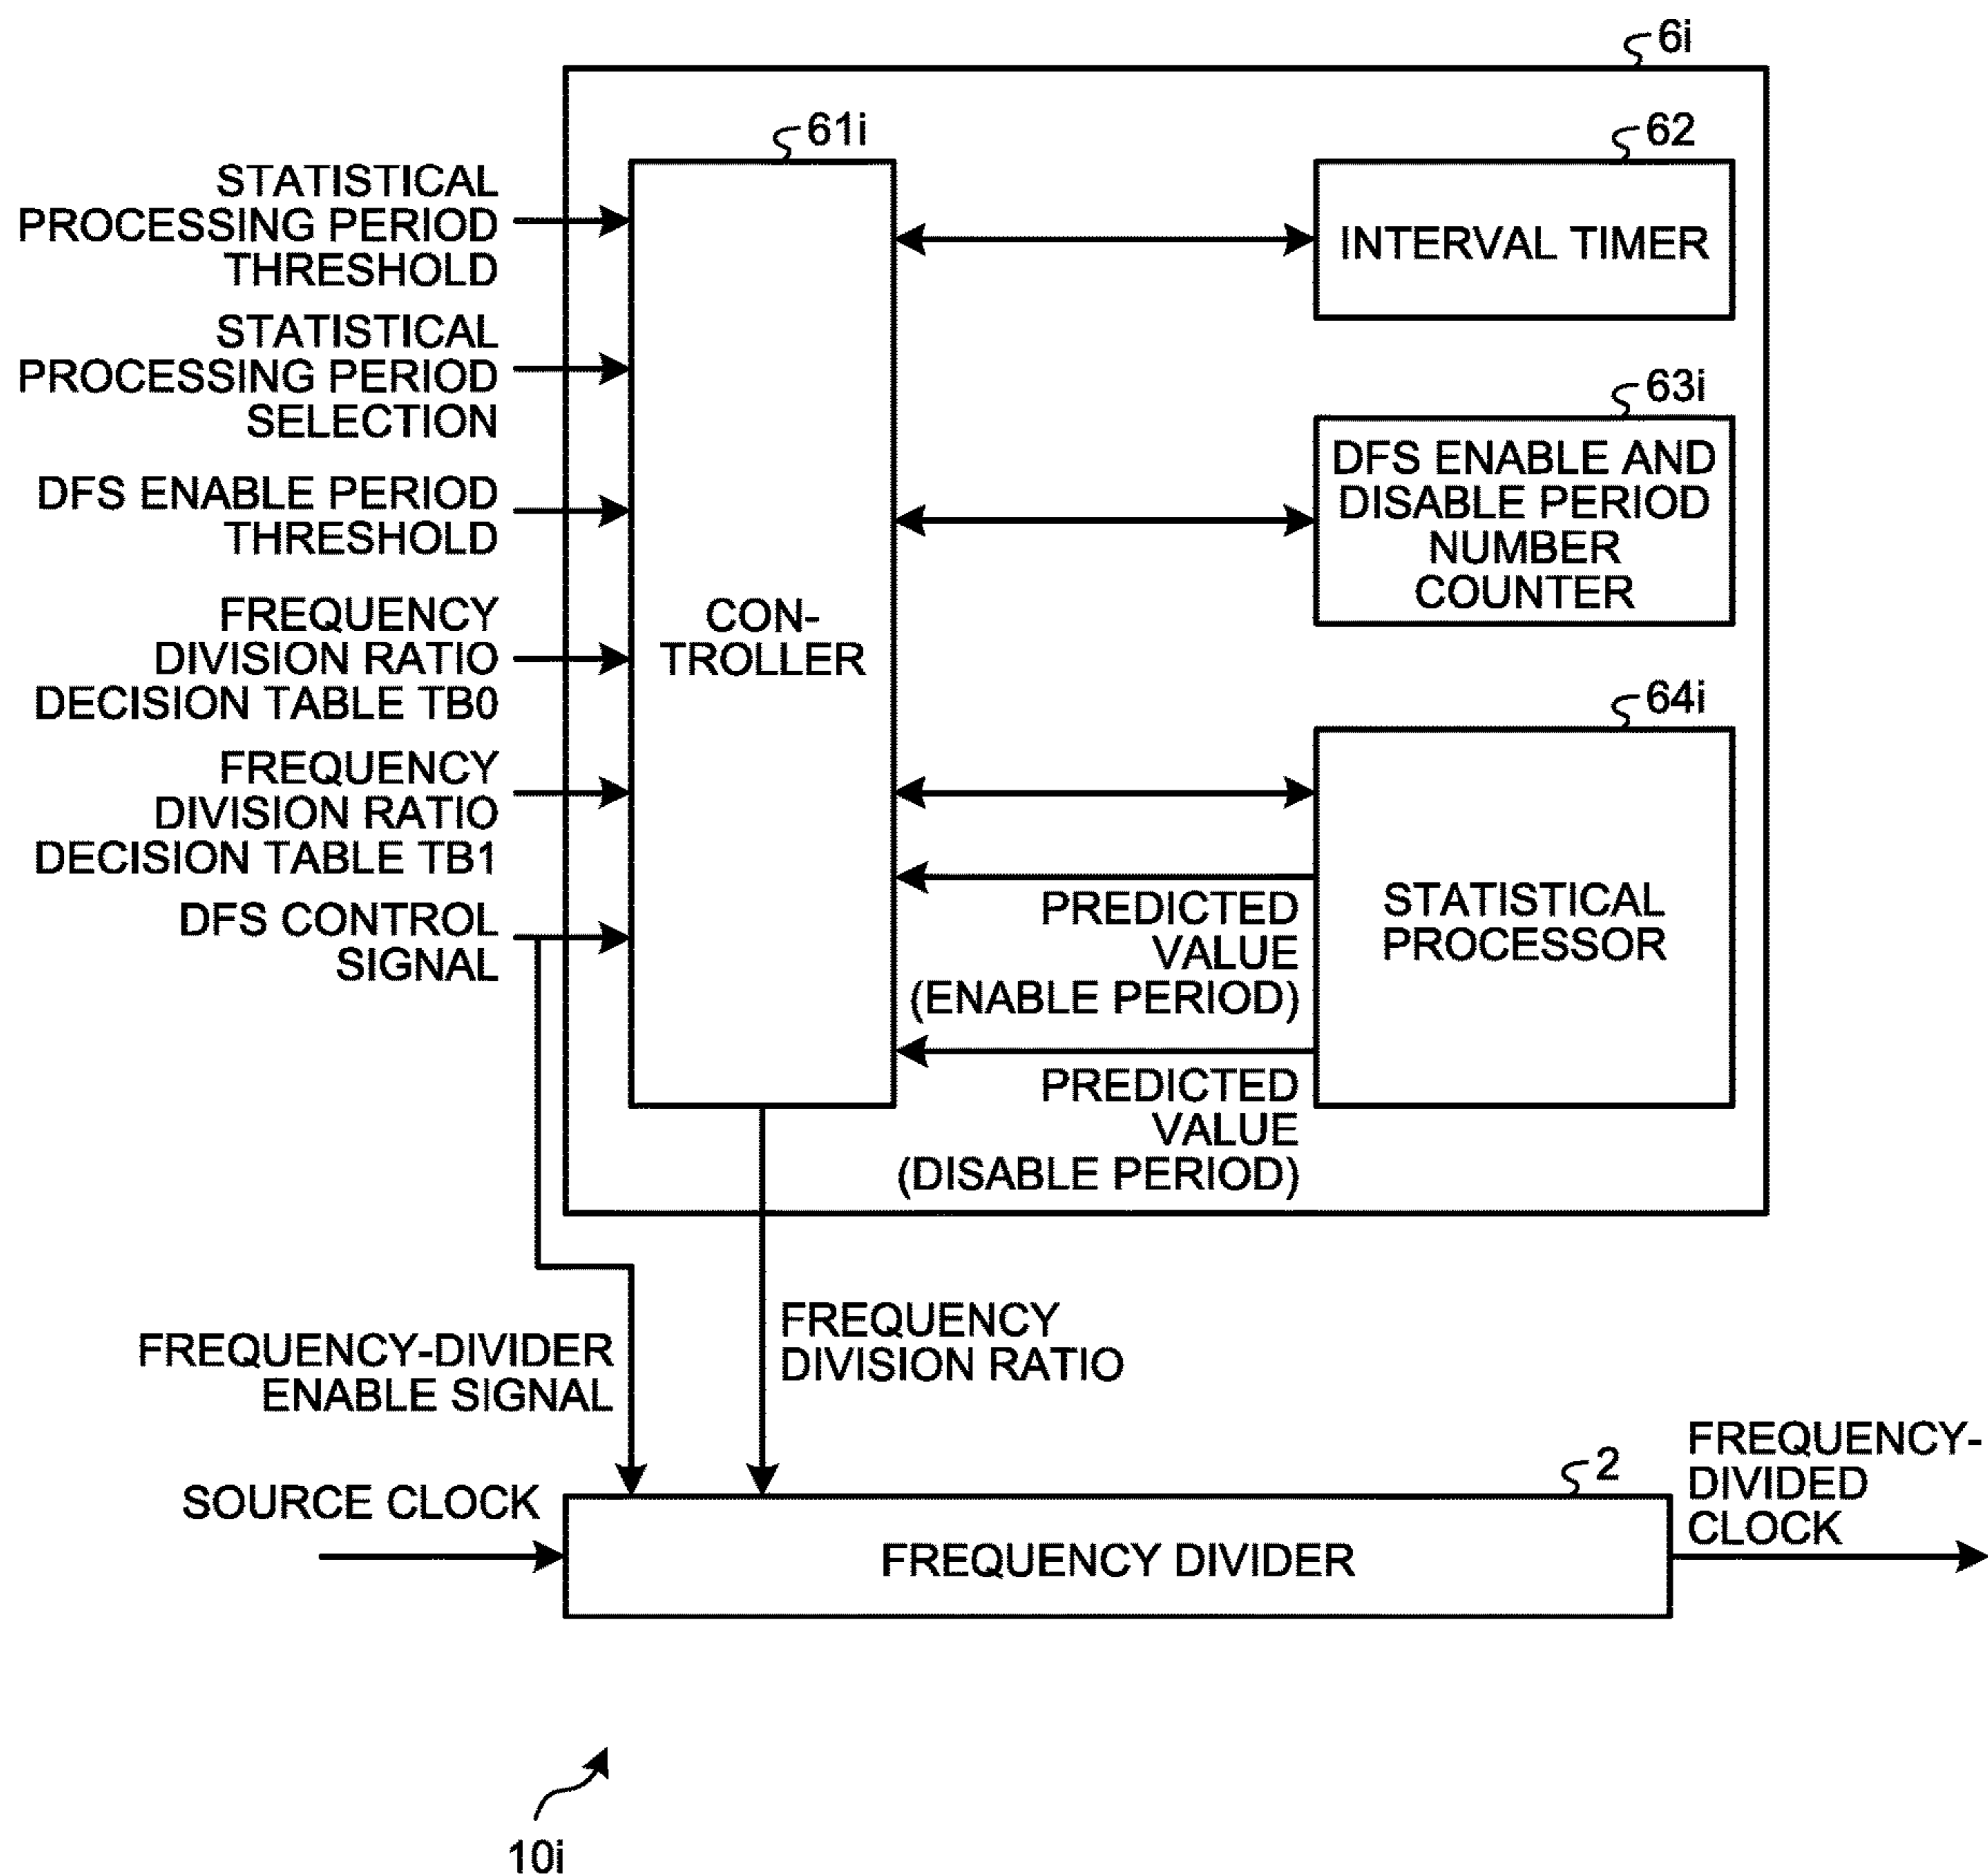 6i
61i
62
STATISTICAL
PROCESSING PERIOD
THRESHOLD
INTERVAL TIMER
STATISTICAL
PROCESSING PERIOD
SELECTION
63i
DFS ENABLE AND
DISABLE PERIOD
NUMBER
COUNTER
DFS ENABLE PERIOD
THRESHOLD
FREQUENCY
DIVISION RATIO
DECISION TABLE TB0
CON-
TROLLER
64i
FREQUENCY
DIVISION RATIO
DECISION TABLE TB1
STATISTICAL
PROCESSOR
DFS CONTROL
SIGNAL
PREDICTED
VALUE
(ENABLE PERIOD)
PREDICTED
VALUE
(DISABLE PERIOD)
FREQUENCY-DIVIDER
ENABLE SIGNAL
FREQUENCY
DIVISION RATIO
SOURCE CLOCK
2
FREQUENCY DIVIDER
FREQUENCY-
DIVIDED
CLOCK
10i